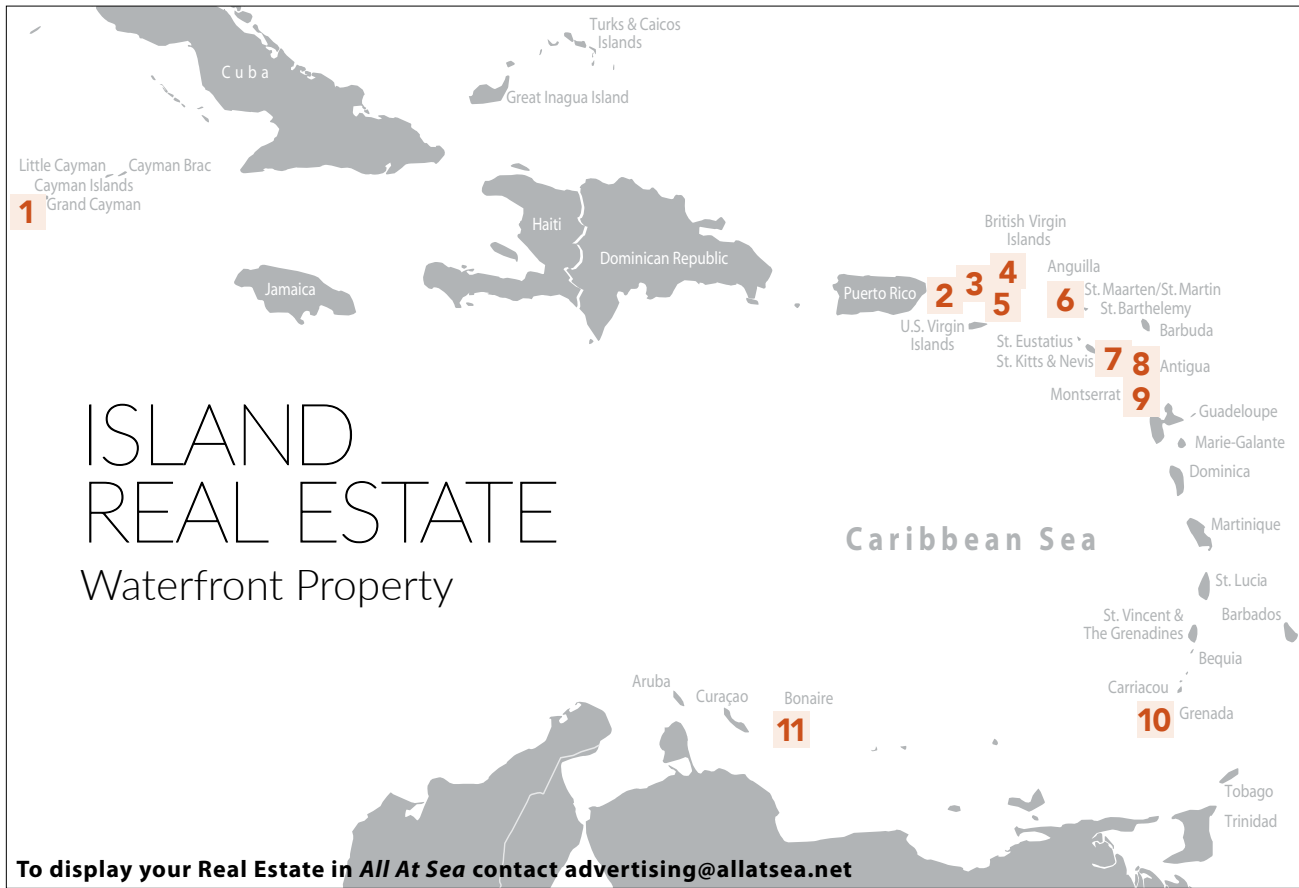 Turks & Caicos
Islands
Cuba
Great Inagua Island
Little Cayman
Cayman Brac
Cayman Islands
Grand Cayman
1
Haiti
Dominican Republic
Jamaica
Puerto Rico
British Virgin
Islands
2
3
4
5
U.S. Virgin
Islands
Anguilla
6
St. Maarten/St. Martin
St. Barthelemy
Barbuda
St. Eustatius
St. Kitts & Nevis
7
8
Antigua
Montserrat
9
Guadeloupe
Marie-Galante
Dominica
ISLAND
REAL ESTATE
Waterfront Property
Caribbean Sea
Martinique
St. Lucia
St. Vincent &
The Grenadines
Barbados
Bequia
Carriacou
10
Grenada
Aruba
Curaçao
Bonaire
11
Tobago
Trinidad
To display your Real Estate in All At Sea contact advertising@allatsea.net